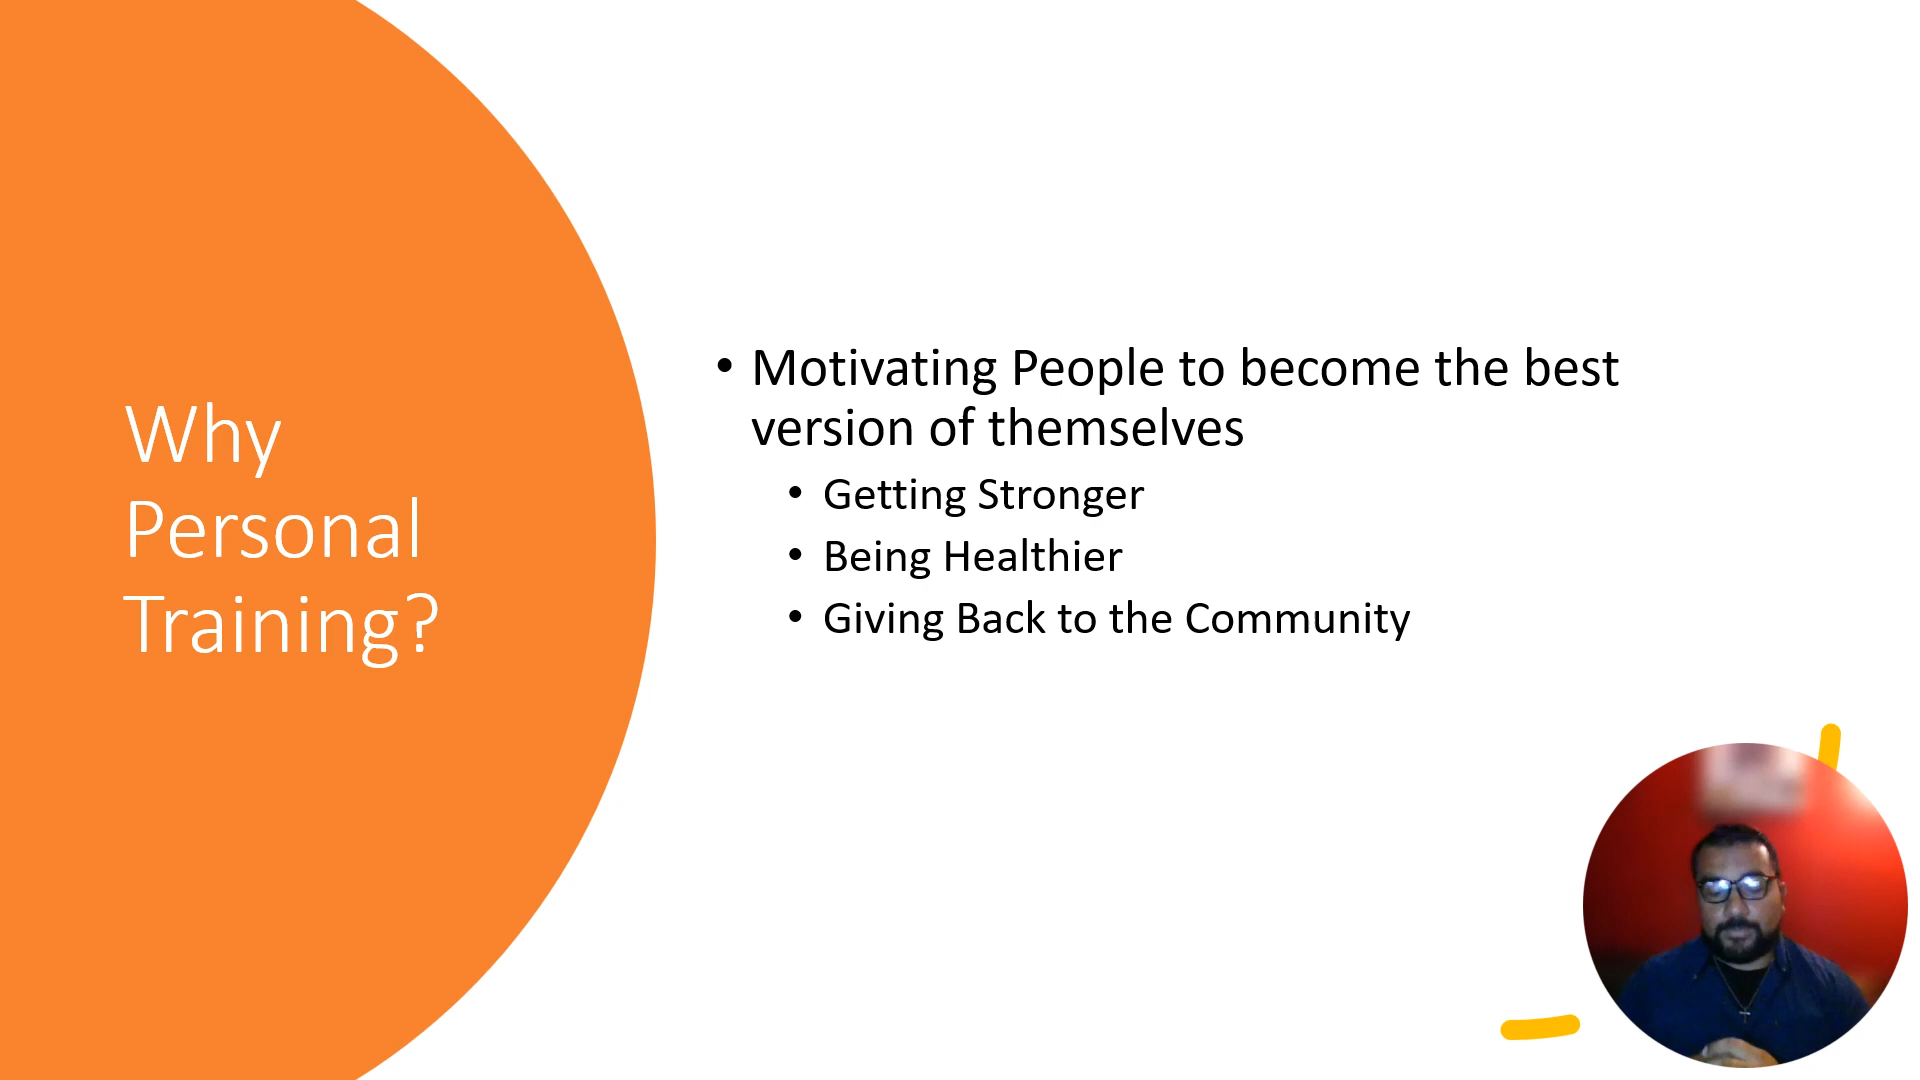 Why
Personal
Training?
• Motivating People to become the best
version of themselves
• Getting Stronger
• Being Healthier
• Giving Back to the Community